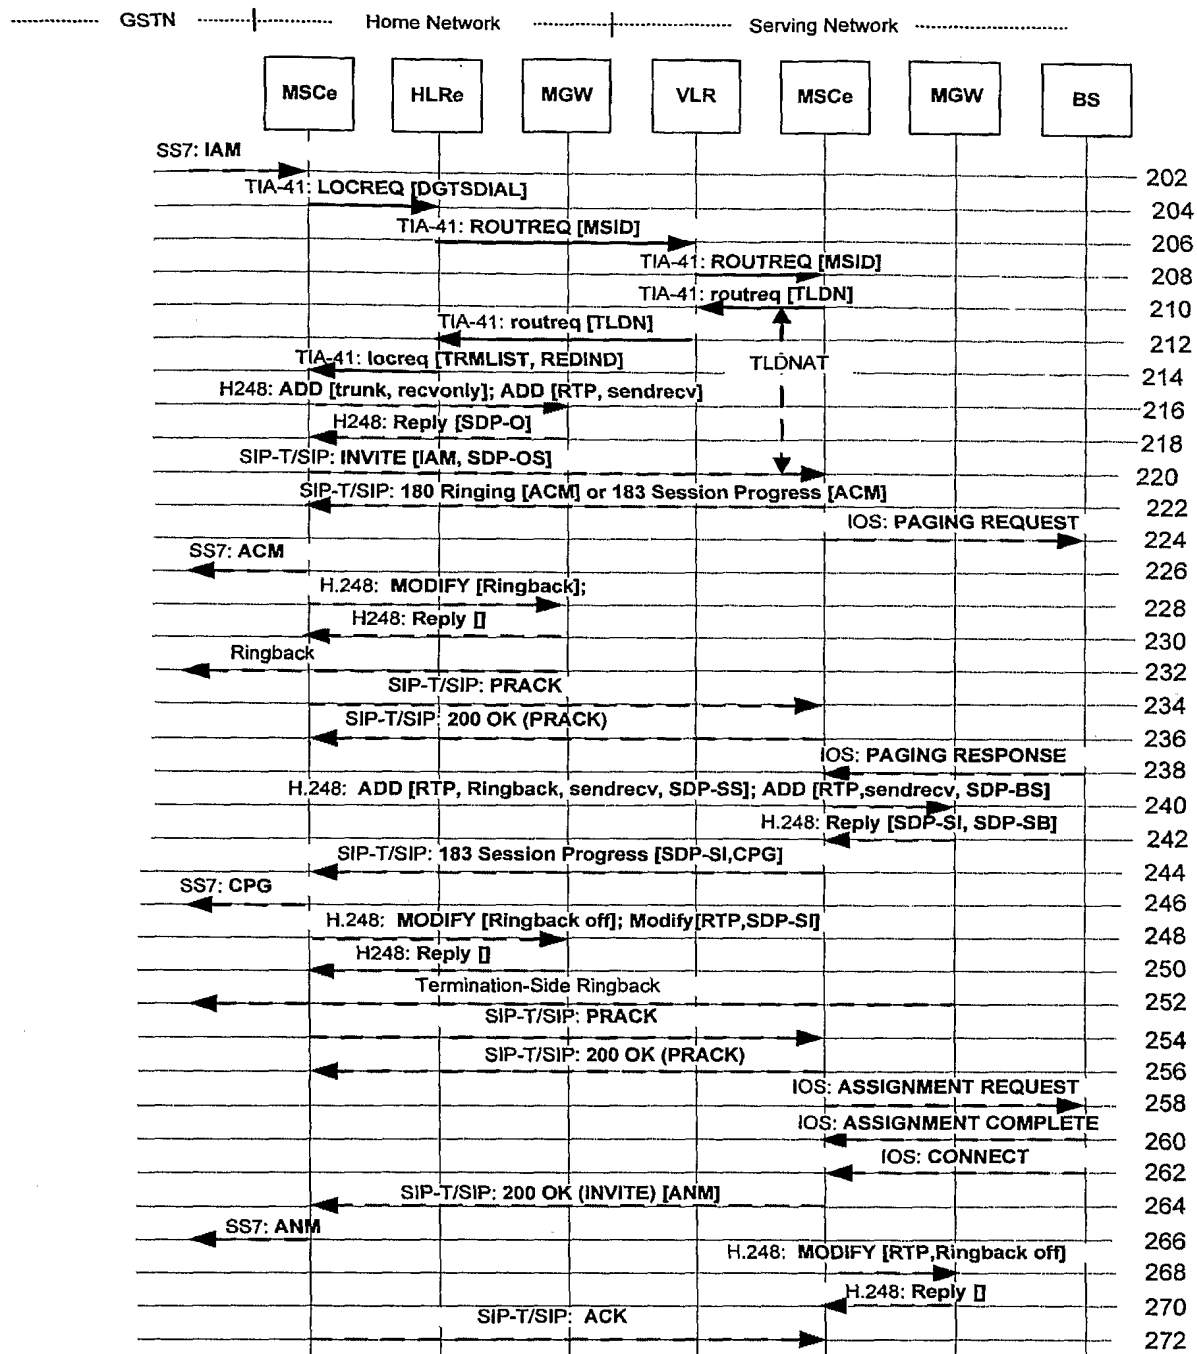 GSTN Home Network Serving Network
MSCe HLRe MGW VLR MSCe MGW BS
SS7: IAM
202
TIA-41: LOCREQ [DGTSDIAL]
204
TIA-41: ROUTREQ [MSID]
206
TIA-41: ROUTREQ [MSID]
208
TIA-41: routreq [TLDN]
210
TIA-41: routreq [TLDN]
212
TLDNAT
TIA-41: locreq [TRMLIST, REDIND]
214
H248: ADD [trunk, recvonly]; ADD [RTP, sendrecv]
216
H248: Reply [SDP-O]
218
SIP-T/SIP: INVITE [IAM, SDP-OS]
220
SIP-T/SIP: 180 Ringing [ACM] or 183 Session Progress [ACM]
222
IOS: PAGING REQUEST
224
SS7: ACM
226
H.248: MODIFY [Ringback];
228
H248: Reply []
230
Ringback
232
SIP-T/SIP: PRACK
234
SIP-T/SIP: 200 OK (PRACK)
236
IOS: PAGING RESPONSE
238
H.248: ADD [RTP, Ringback, sendrecv, SDP-SS]; ADD [RTP,sendrecv, SDP-BS]
240
H.248: Reply [SDP-SI, SDP-SB]
242
SIP-T/SIP: 183 Session Progress [SDP-SI,CPG]
244
SS7: CPG
246
H.248: MODIFY [Ringback off]; Modify[RTP,SDP-SI]
248
H248: Reply []
250
Termination-Side Ringback
252
SIP-T/SIP: PRACK
254
SIP-T/SIP: 200 OK (PRACK)
256
IOS: ASSIGNMENT REQUEST
258
IOS: ASSIGNMENT COMPLETE
260
IOS: CONNECT
262
SIP-T/SIP: 200 OK (INVITE) [ANM]
264
SS7: ANM
266
H.248: MODIFY [RTP,Ringback off]
268
H.248: Reply []
270
SIP-T/SIP: ACK
272